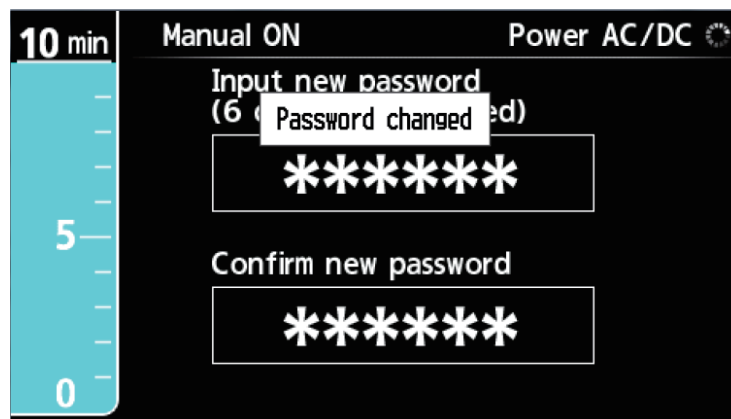 10 min
Manual ON
Power AC/DC
Input new password
(6 ed)
Password changed
******
5
Confirm new password
******
0